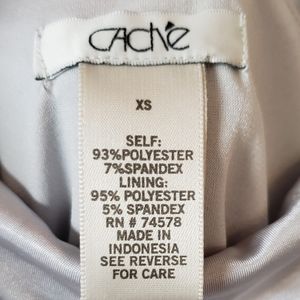 CAChé
XS
SELF:
93%POLYESTER
7%SPANDEX
LINING:
95% POLYESTER
5% SPANDEX
RN # 74578
MADE IN
INDONESIA
SEE REVERSE
FOR CARE